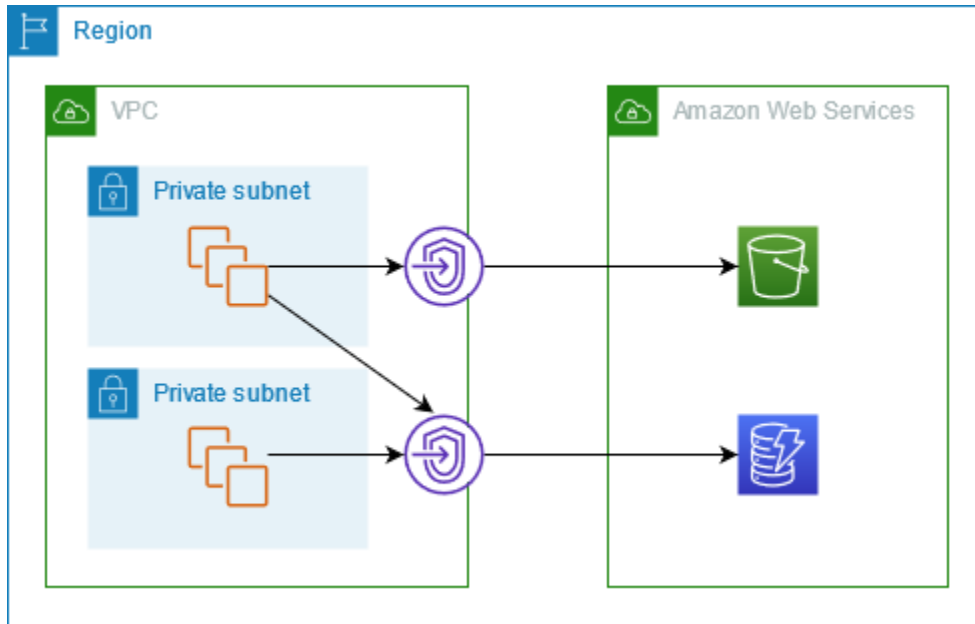 Region
VPC
Amazon Web Services
Private subnet
Private subnet